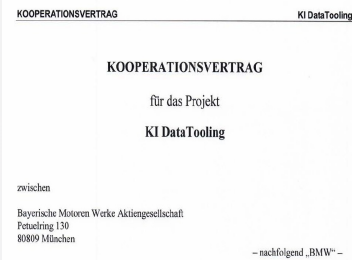 KOOPERATIONSVERTRAG KI DataTooling
KOOPERATIONSVERTRAG
für das Projekt
KI DataTooling
zwischen
Bayerische Motoren Werke Aktiengesellschaft
Petuelring 130
80809 München
– nachfolgend „BMW“ –